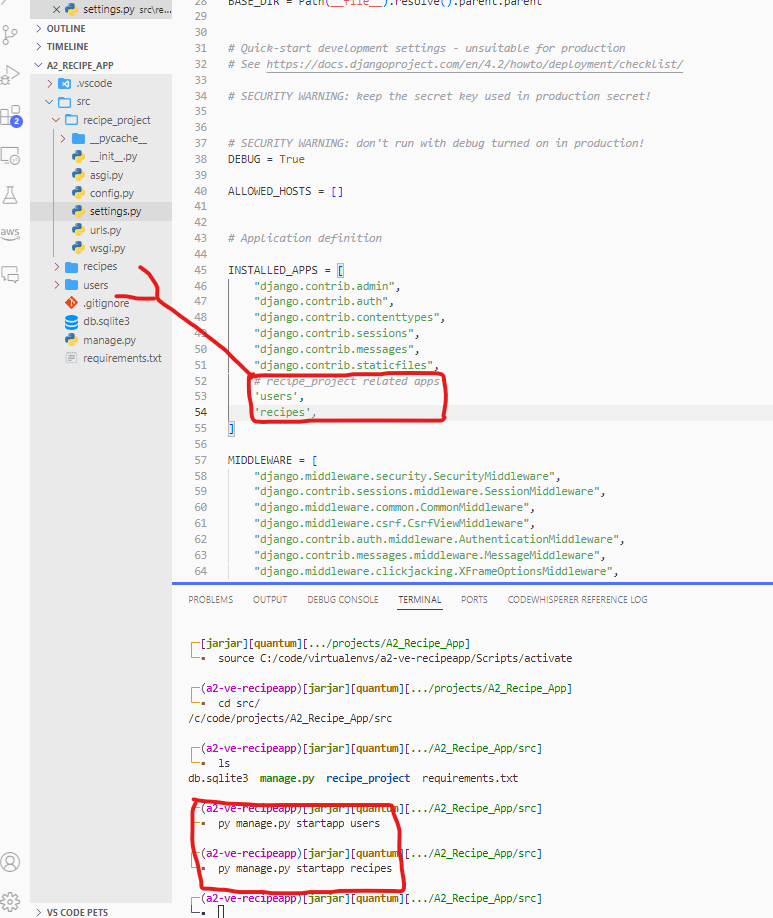 settings.py src\re...
OUTLINE
TIMELINE
A2_RECIPE_APP
.vscode
src
recipe_project
__pycache__
__init__.py
asgi.py
config.py
settings.py
urls.py
wsgi.py
recipes
users
.gitignore
db.sqlite3
manage.py
requirements.txt
VS CODE PETS
2
aws
28 BASE_DIR = Path(__file__).resolve().parent.parent
29
30
31 # Quick-start development settings - unsuitable for production
32 # See https://docs.djangoproject.com/en/4.2/howto/deployment/checklist/
33
34 # SECURITY WARNING: keep the secret key used in production secret!
35
36
37 # SECURITY WARNING: don't run with debug turned on in production!
38 DEBUG = True
39
40 ALLOWED_HOSTS = []
41
42
43 # Application definition
44
45 INSTALLED_APPS = [
46 "django.contrib.admin",
47 "django.contrib.auth",
48 "django.contrib.contenttypes",
49 "django.contrib.sessions",
50 "django.contrib.messages",
51 "django.contrib.staticfiles",
52 # recipe_project related apps
53 'users',
54 'recipes',
55 ]
56
57 MIDDLEWARE = [
58 "django.middleware.security.SecurityMiddleware",
59 "django.contrib.sessions.middleware.SessionMiddleware",
60 "django.middleware.common.CommonMiddleware",
61 "django.middleware.csrf.CsrfViewMiddleware",
62 "django.contrib.auth.middleware.AuthenticationMiddleware",
63 "django.contrib.messages.middleware.MessageMiddleware",
64 "django.middleware.clickjacking.XFrameOptionsMiddleware",
PROBLEMS OUTPUT DEBUG CONSOLE TERMINAL PORTS CODEWHISPERER REFERENCE LOG
[jarjar][quantum][.../projects/A2_Recipe_App]
source C:/code/virtualenvs/a2-ve-recipeapp/Scripts/activate
(a2-ve-recipeapp)[jarjar][quantum][.../projects/A2_Recipe_App]
cd src/
/c/code/projects/A2_Recipe_App/src
(a2-ve-recipeapp)[jarjar][quantum][.../A2_Recipe_App/src]
ls
db.sqlite3 manage.py recipe_project requirements.txt
(a2-ve-recipeapp)[jarjar][quantum][.../A2_Recipe_App/src]
py manage.py startapp users
(a2-ve-recipeapp)[jarjar][quantum][.../A2_Recipe_App/src]
py manage.py startapp recipes
(a2-ve-recipeapp)[jarjar][quantum][.../A2_Recipe_App/src]